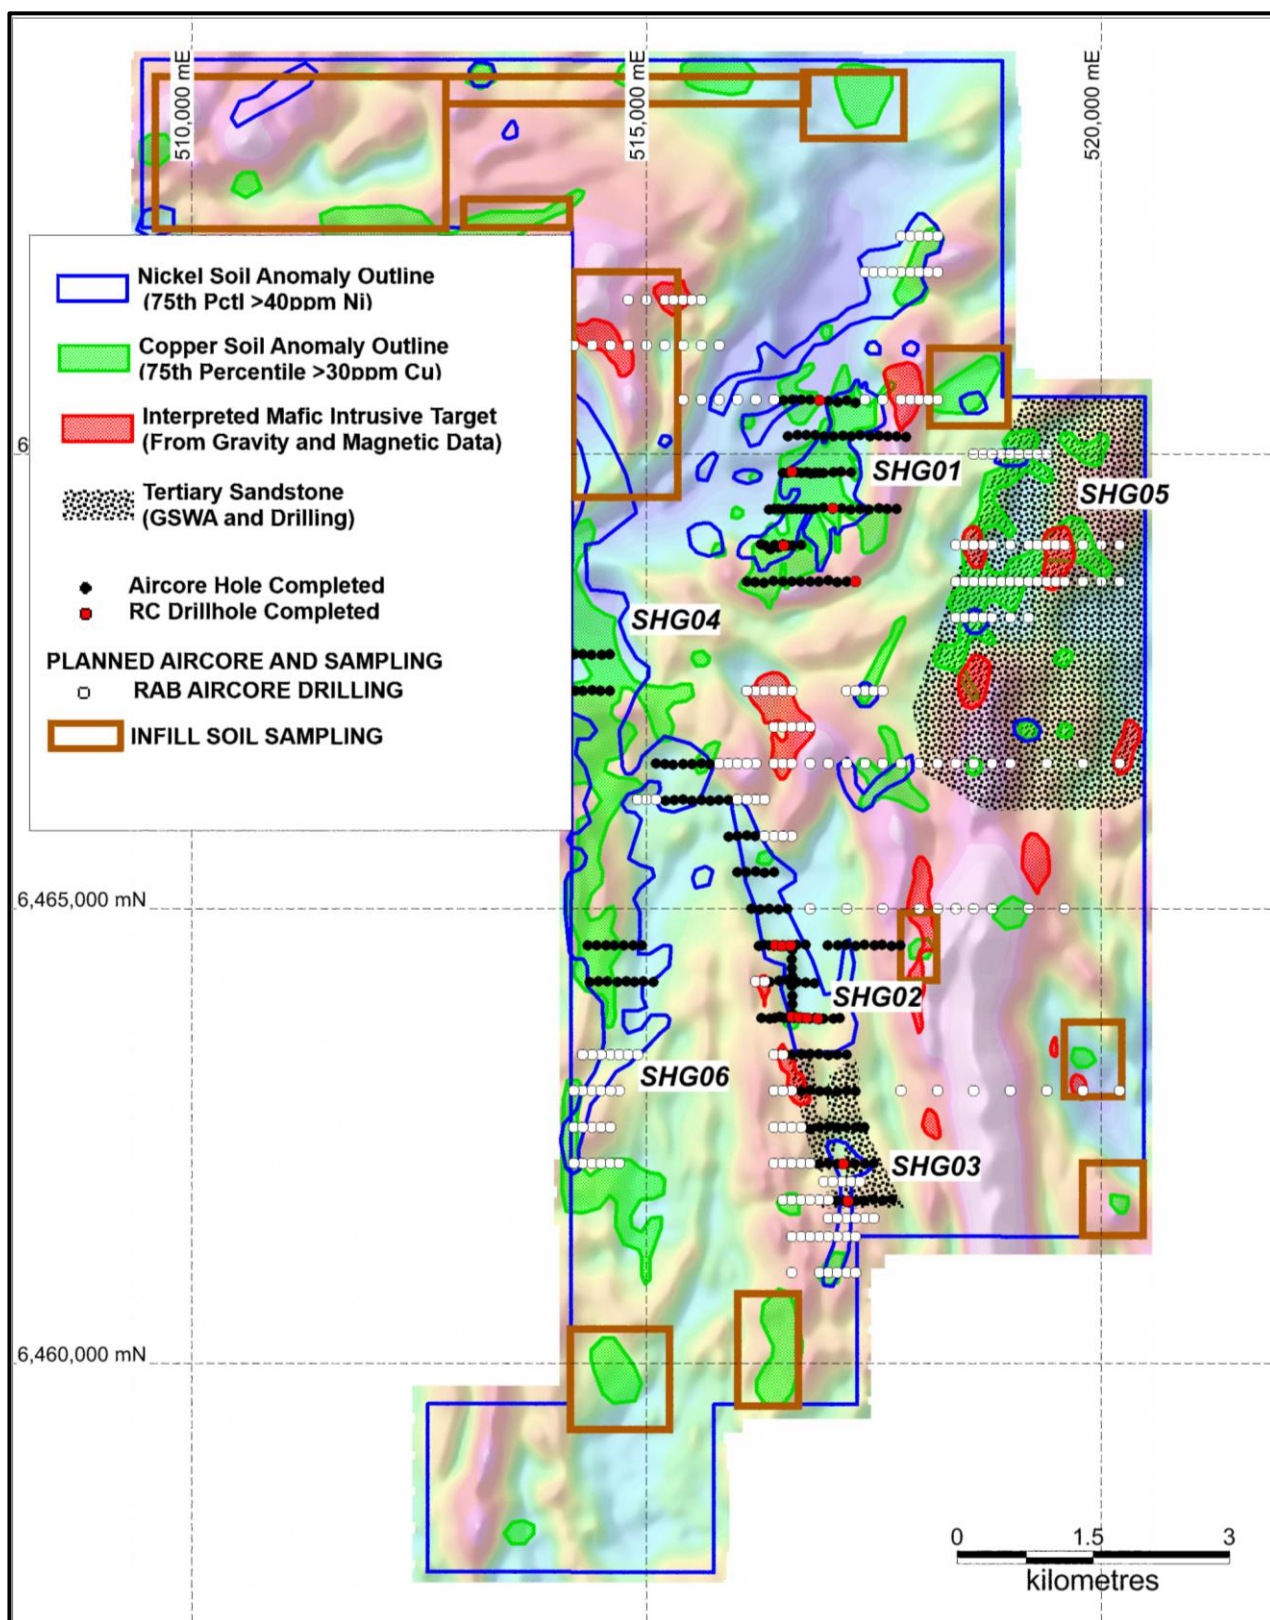 510,000 mE
515,000 mE
520,000 mE
Nickel Soil Anomaly Outline
(75th Pctl >40ppm Ni)
Copper Soil Anomaly Outline
(75th Percentile >30ppm Cu)
Interpreted Mafic Intrusive Target
(From Gravity and Magnetic Data)
Tertiary Sandstone
(GSWA and Drilling)
Aircore Hole Completed
RC Drillhole Completed
PLANNED AIRCORE AND SAMPLING
RAB AIRCORE DRILLING
INFILL SOIL SAMPLING
6
SHG01
SHG05
SHG04
6,465,000 mN
SHG02
SHG06
SHG03
6,460,000 mN
0 1.5 3
kilometres